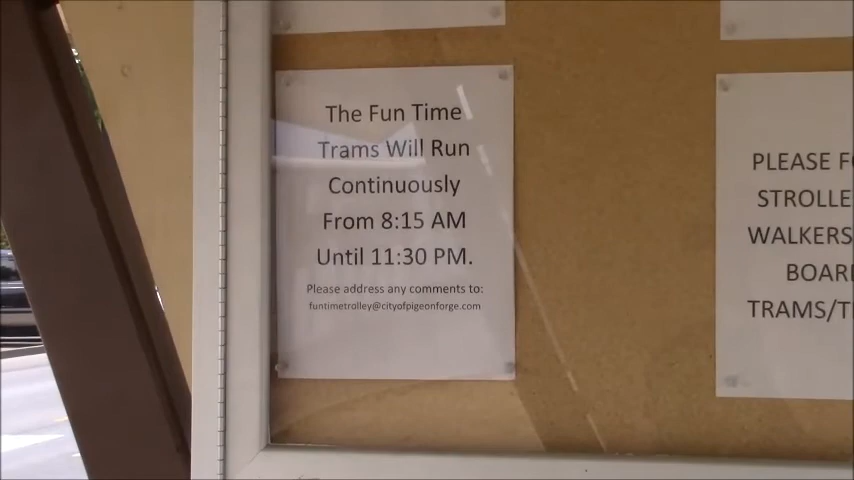 The Fun Time
Trams Will Run
Continuously
From 8:15 AM
Until 11:30 PM.
Please address any comments to:
funtimetrolley@cityofpigeonforge.com
PLEASE
STROLLE
WALKERS
BOAR
TRAMS/T